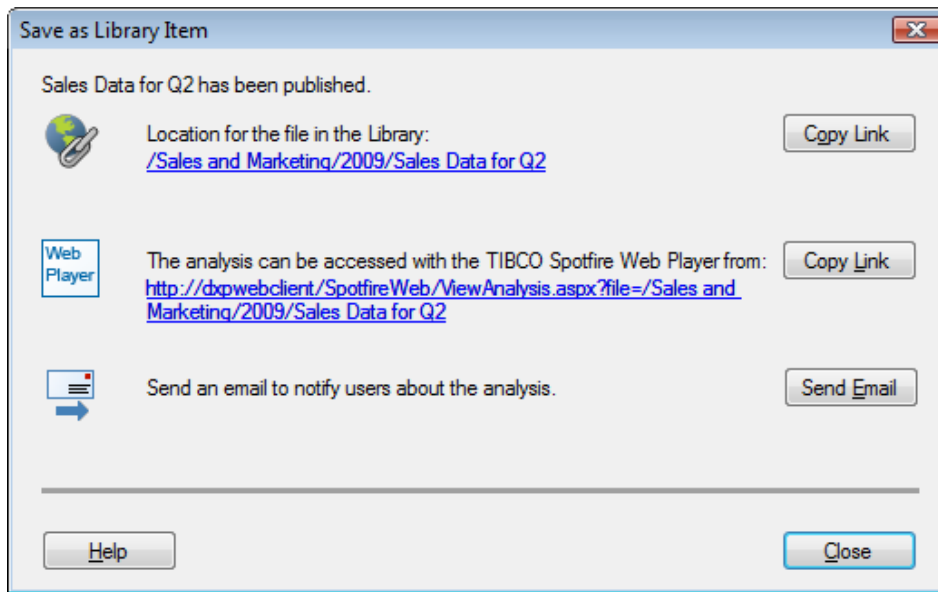 Save as Library Item
Sales Data for Q2 has been published.
Location for the file in the Library:
/Sales and Marketing/2009/Sales Data for Q2
Copy Link
Web
Player
The analysis can be accessed with the TIBCO Spotfire Web Player from:
http://dxpwebclient/SpotfireWeb/ViewAnalysis.aspx?file=/Sales and
Marketing/2009/Sales Data for Q2
Copy Link
Send an email to notify users about the analysis.
Send Email
Help
Close